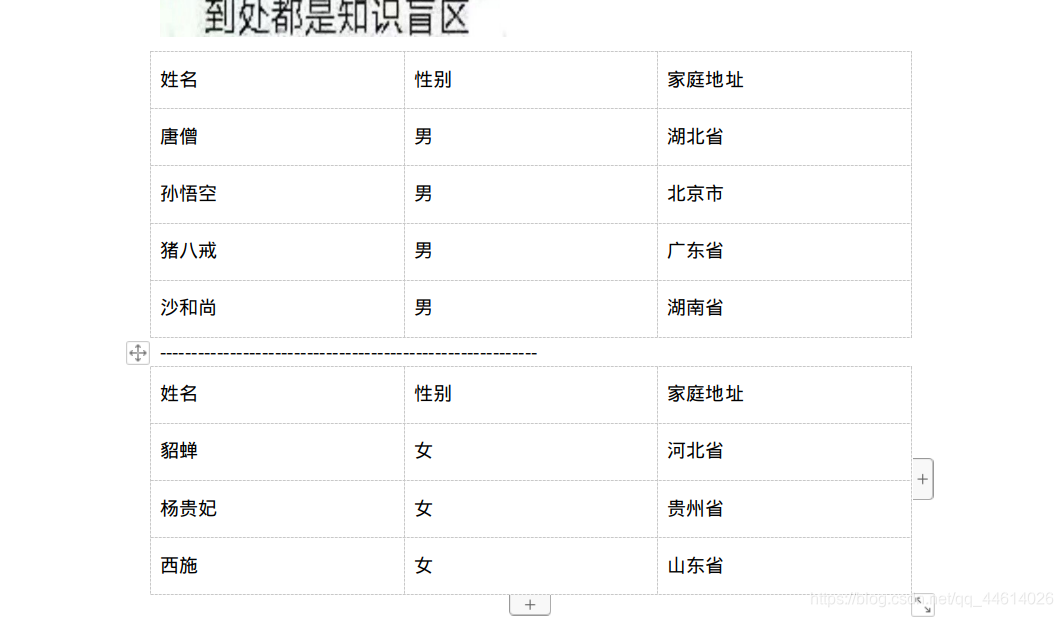 到处都是知识盲区
姓名 性别 家庭地址
唐僧 男 湖北省
孙悟空 男 北京市
猪八戒 男 广东省
沙和尚 男 湖南省
------------------------------------------------------------
姓名 性别 家庭地址
貂蝉 女 河北省
杨贵妃 女 贵州省
西施 女 山东省
https://blog.csdn.net/qq_44614026